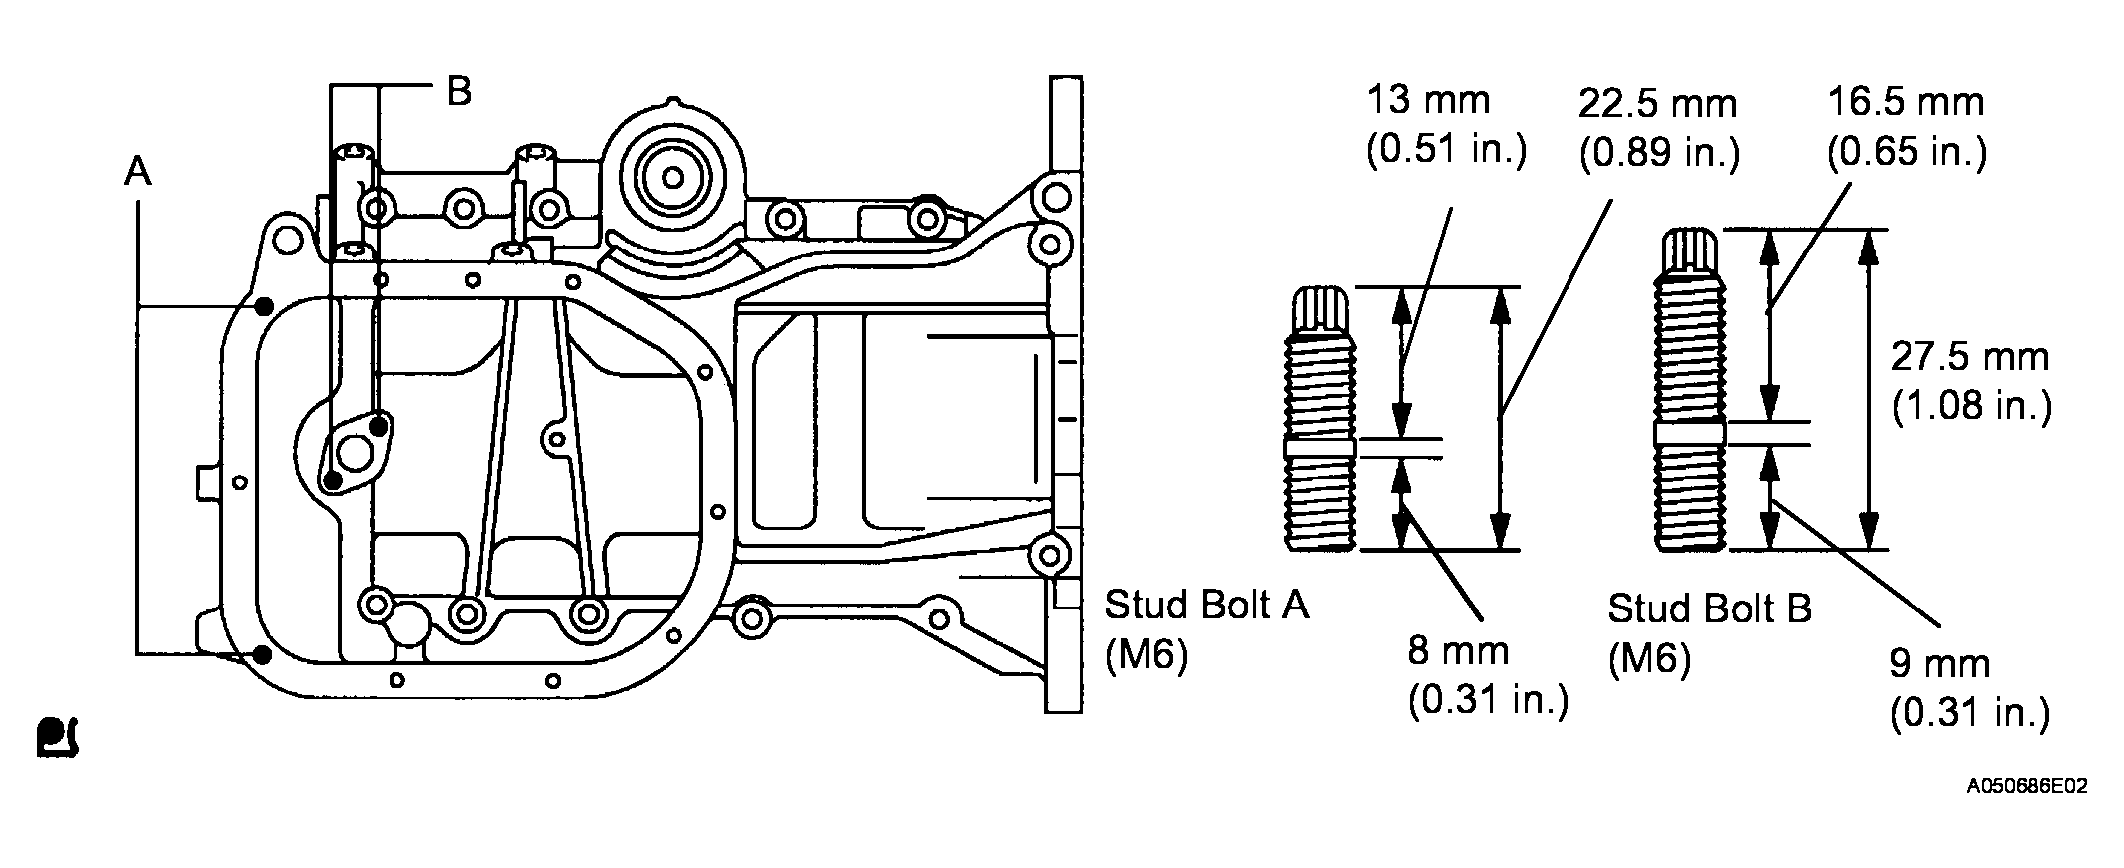 A
B
13 mm
(0.51 in.)
22.5 mm
(0.89 in.)
16.5 mm
(0.65 in.)
27.5 mm
(1.08 in.)
Stud Bolt A
(M6)
8 mm
(0.31 in.)
Stud Bolt B
(M6)
9 mm
(0.31 in.)
A050686E02